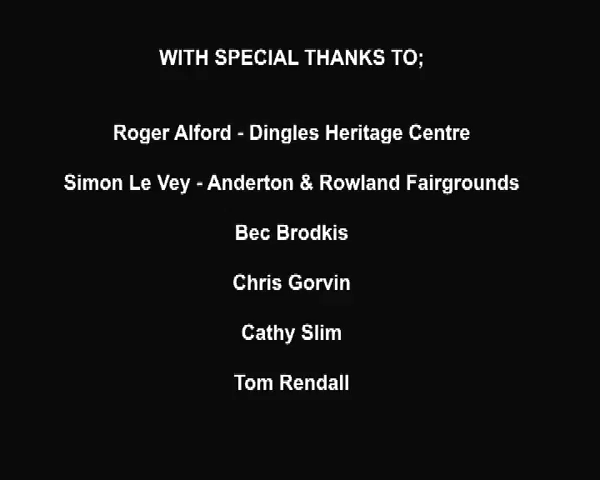 WITH SPECIAL THANKS TO;
Roger Alford - Dingles Heritage Centre
Simon Le Vey - Anderton & Rowland Fairgrounds
Bec Brodkis
Chris Gorvin
Cathy Slim
Tom Rendall